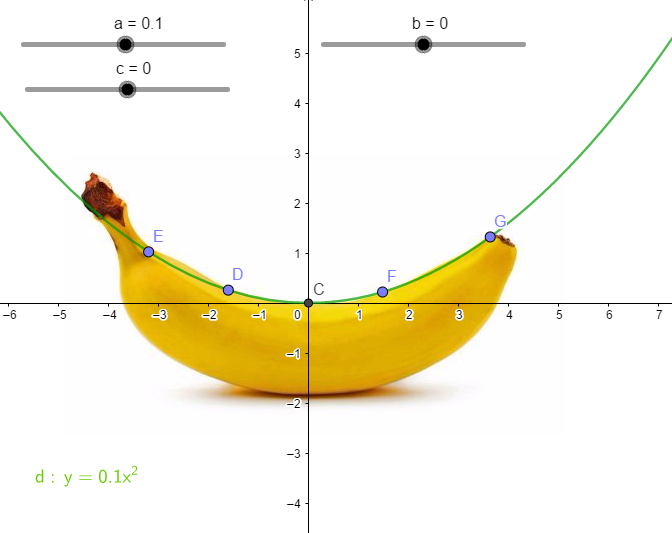 a = 0.1
b = 0
c = 0
5
4
3
2
1
–6 –5 –4 –3 –2 –1 0 1 2 3 4 5 6 7
–1
–2
–3
–4
E
D
C
F
G
d : y = 0.1x²